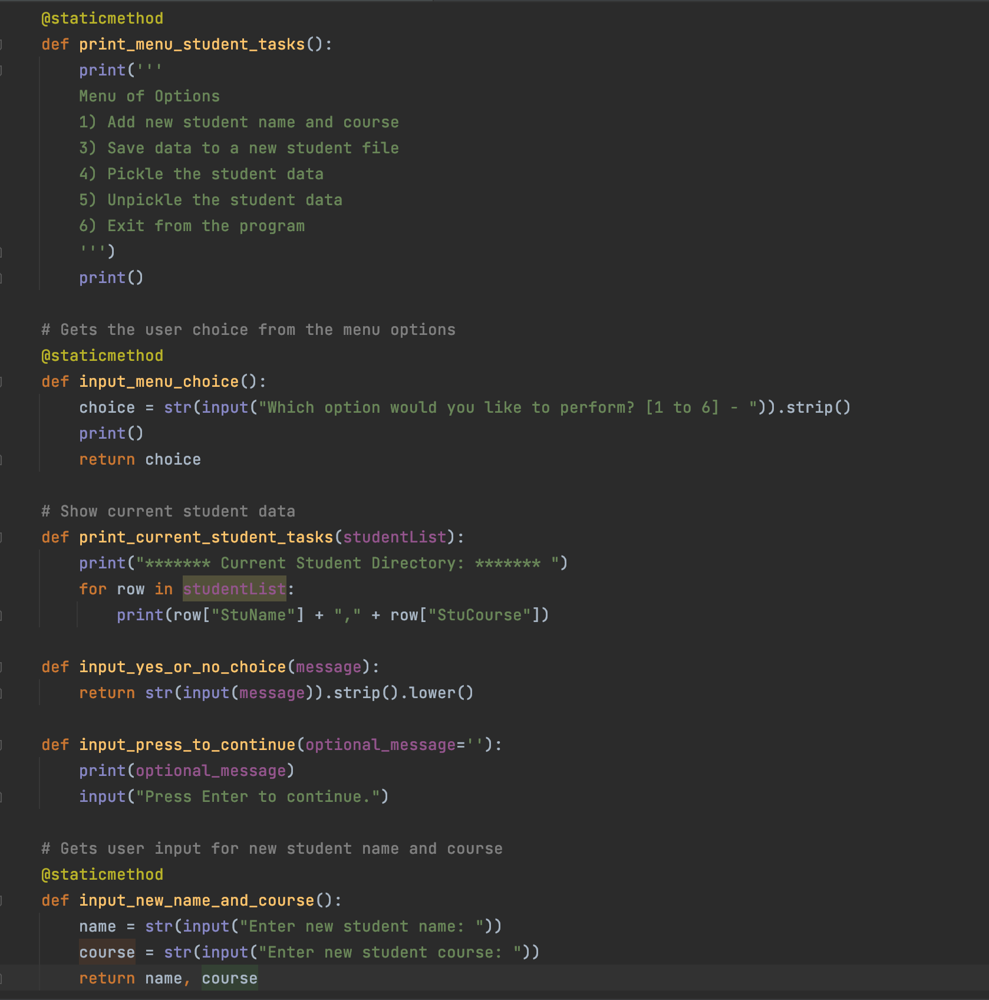 @staticmethod
def print_menu_student_tasks():
    print('''
    Menu of Options
    1) Add new student name and course
    3) Save data to a new student file
    4) Pickle the student data
    5) Unpickle the student data
    6) Exit from the program
    ''')
    print()

# Gets the user choice from the menu options
@staticmethod
def input_menu_choice():
    choice = str(input("Which option would you like to perform? [1 to 6] - ")).strip()
    print()
    return choice

# Show current student data
def print_current_student_tasks(studentList):
    print("******* Current Student Directory: ******* ")
    for row in studentList:
        print(row["StuName"] + "," + row["StuCourse"])

def input_yes_or_no_choice(message):
    return str(input(message)).strip().lower()

def input_press_to_continue(optional_message=''):
    print(optional_message)
    input("Press Enter to continue.")

# Gets user input for new student name and course
@staticmethod
def input_new_name_and_course():
    name = str(input("Enter new student name: "))
    course = str(input("Enter new student course: "))
    return name, course